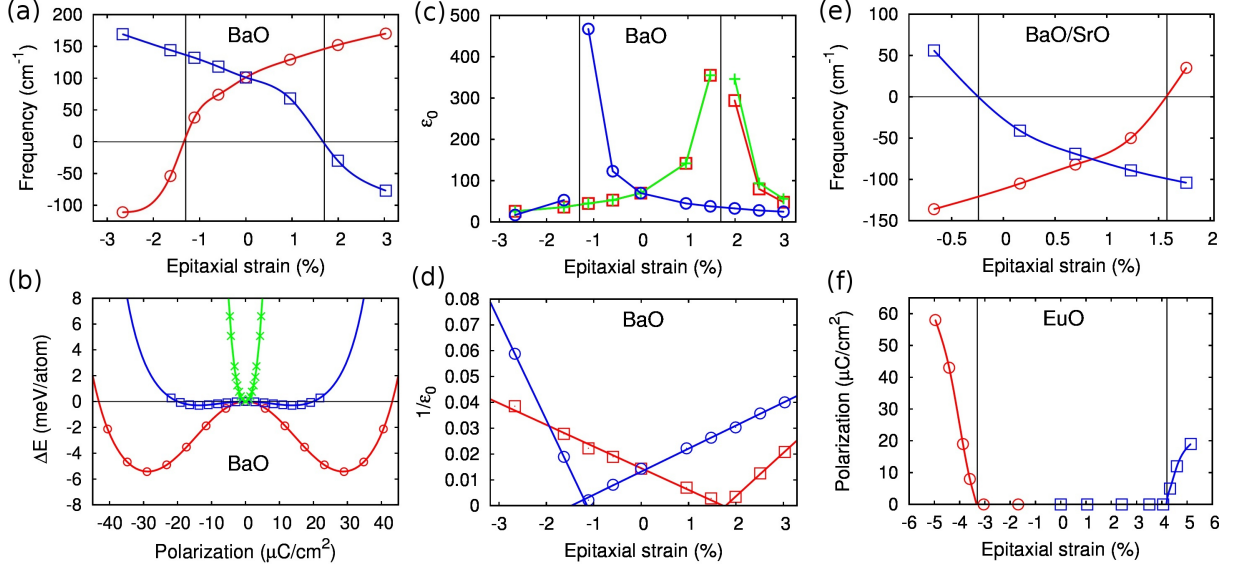 (a)
200
150
100
50
0
-50
-100
Frequency (cm-1)
BaO
-3 -2 -1 0 1 2 3
Epitaxial strain (%)
(c)
500
400
300
200
100
0
ε0
BaO
-3 -2 -1 0 1 2 3
Epitaxial strain (%)
(e)
100
50
0
-50
-100
-150
Frequency (cm-1)
BaO/SrO
-0.5 0 0.5 1 1.5 2
Epitaxial strain (%)
(b)
8
6
4
2
0
-2
-4
-6
-8
ΔE (meV/atom)
BaO
-40 -30 -20 -10 0 10 20 30 40
Polarization (μC/cm2)
(d)
0.08
0.07
0.06
0.05
0.04
0.03
0.02
0.01
0
1/ε0
BaO
-3 -2 -1 0 1 2 3
Epitaxial strain (%)
(f)
60
50
40
30
20
10
0
Polarization (μC/cm2)
EuO
-6 -5 -4 -3 -2 -1 0 1 2 3 4 5 6
Epitaxial strain (%)